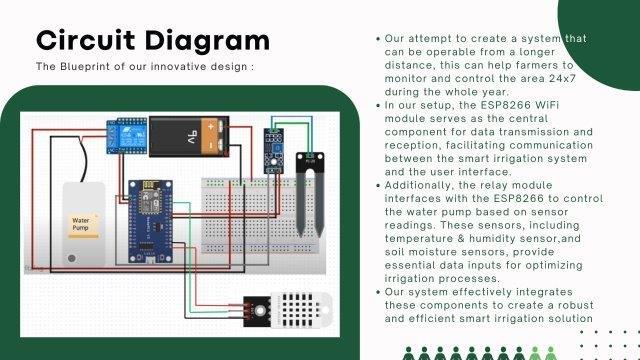 Circuit Diagram
The Blueprint of our innovative design :
9V
Water
Pump
• Our attempt to create a system that
can be operable from a longer
distance, this can help farmers to
monitor and control the area 24x7
during the whole year.
• In our setup, the ESP8266 WiFi
module serves as the central
component for data transmission and
reception, facilitating communication
between the smart irrigation system
and the user interface.
• Additionally, the relay module
interfaces with the ESP8266 to control
the water pump based on sensor
readings. These sensors, including
temperature & humidity sensor,and
soil moisture sensors, provide
essential data inputs for optimizing
irrigation processes.
• Our system effectively integrates
these components to create a robust
and efficient smart irrigation solution